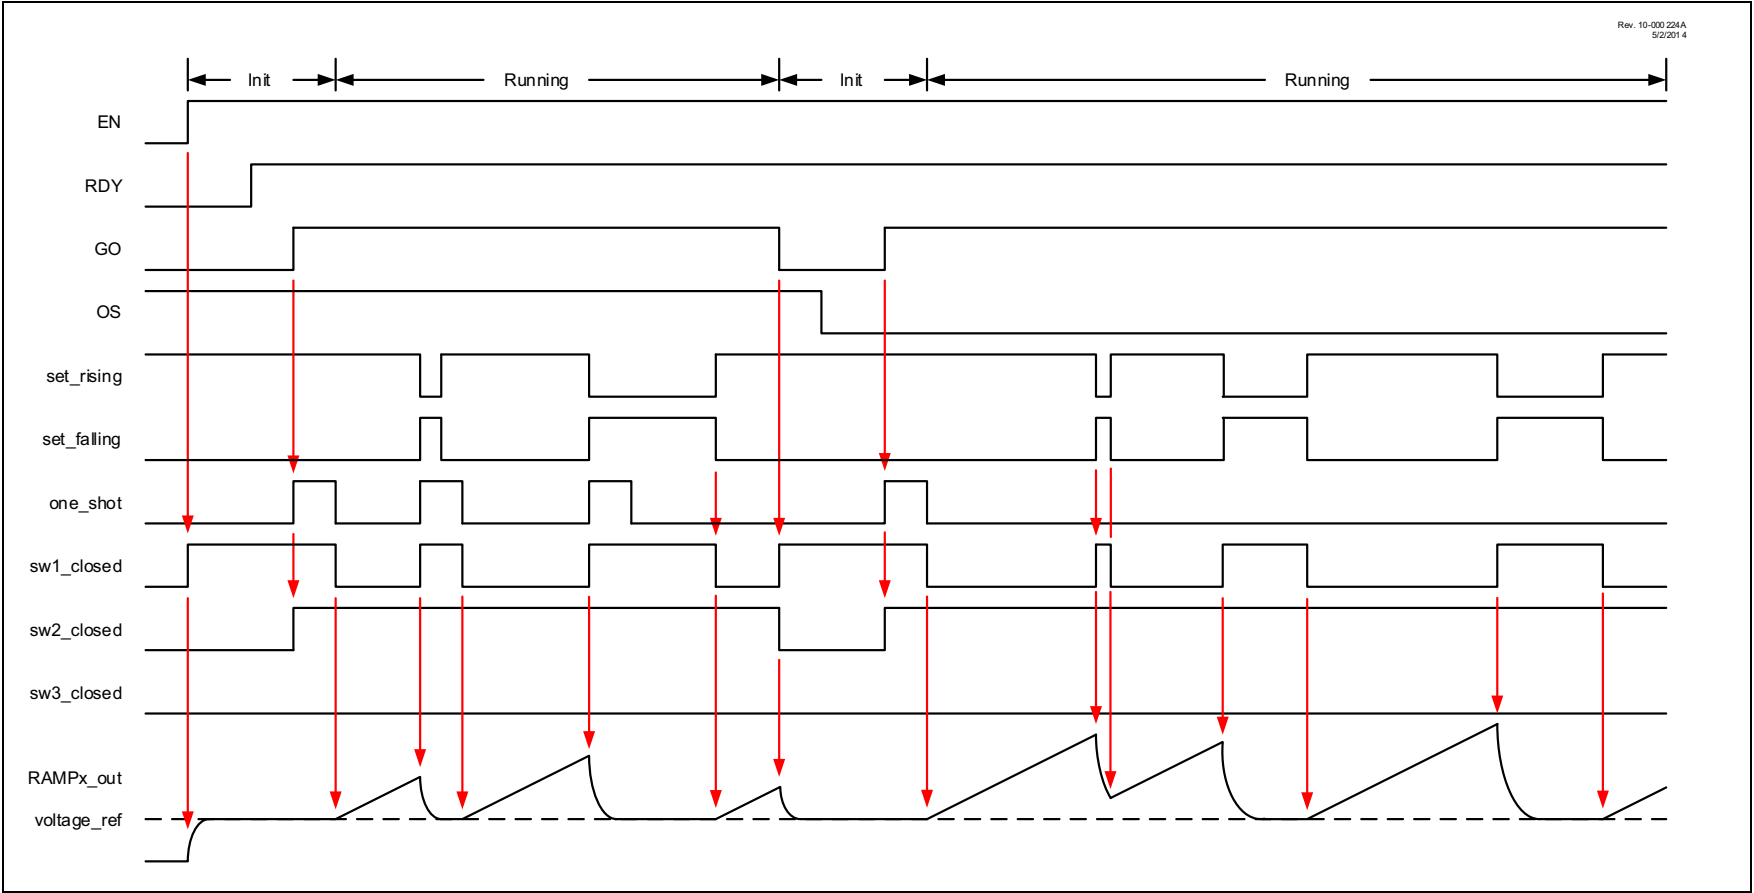 Rev. 10-000 224A
5/2/2014
Init Running Init Running
EN
RDY
GO
OS
set_rising
set_falling
one_shot
sw1_closed
sw2_closed
sw3_closed
RAMPx_out
voltage_ref